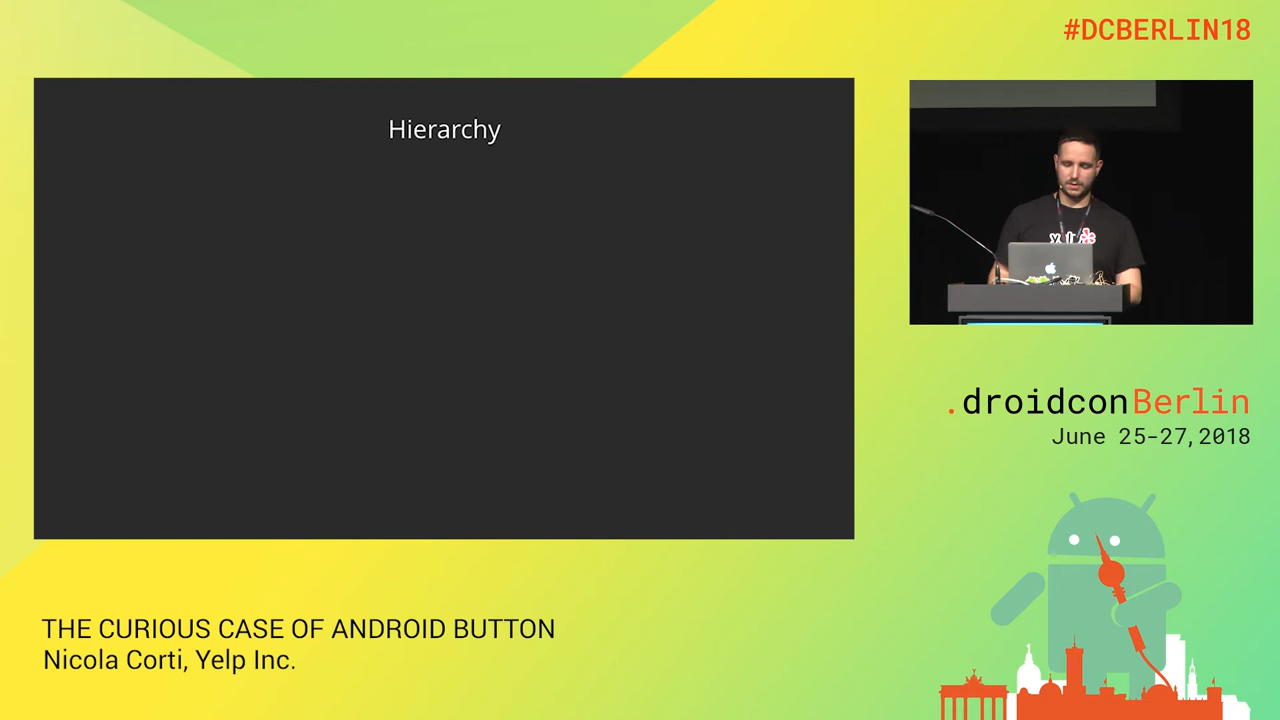 #DCBERLIN18
Hierarchy
.droidconBerlin
June 25-27, 2018
THE CURIOUS CASE OF ANDROID BUTTON
Nicola Corti, Yelp Inc.